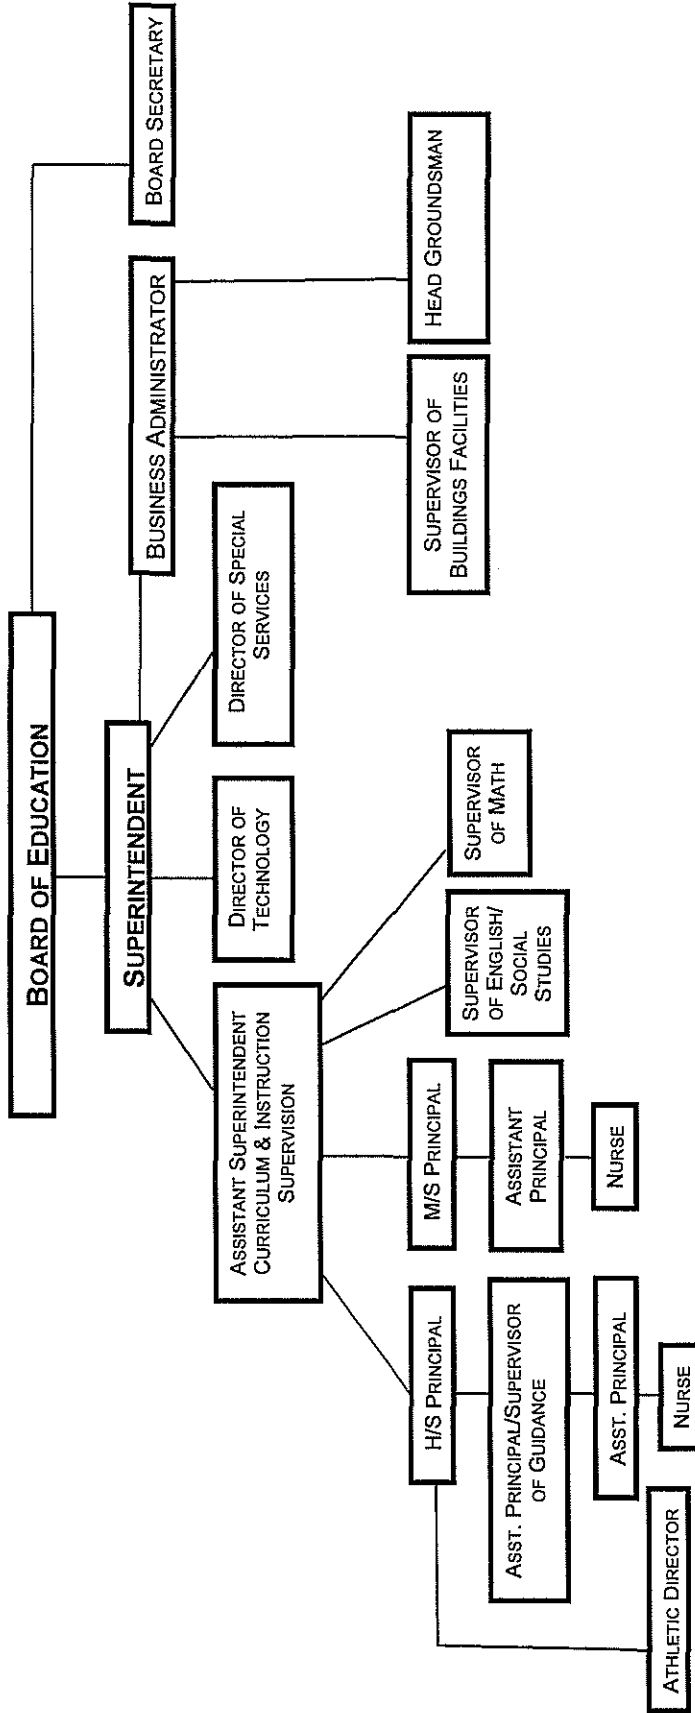 BOARD OF EDUCATION
SUPERINTENDENT
BUSINESS ADMINISTRATOR
BOARD SECRETARY
ASSISTANT SUPERINTENDENT
CURRICULUM & INSTRUCTION
SUPERVISION
DIRECTOR OF
TECHNOLOGY
DIRECTOR OF SPECIAL
SERVICES
H/S PRINCIPAL
M/S PRINCIPAL
SUPERVISOR
OF ENGLISH/
SOCIAL
STUDIES
SUPERVISOR
OF MATH
SUPERVISOR OF
BUILDINGS FACILITIES
HEAD GROUNDSMAN
ASST. PRINCIPAL/SUPERVISOR
OF GUIDANCE
ASSISTANT
PRINCIPAL
ASST. PRINCIPAL
NURSE
ATHLETIC DIRECTOR
NURSE